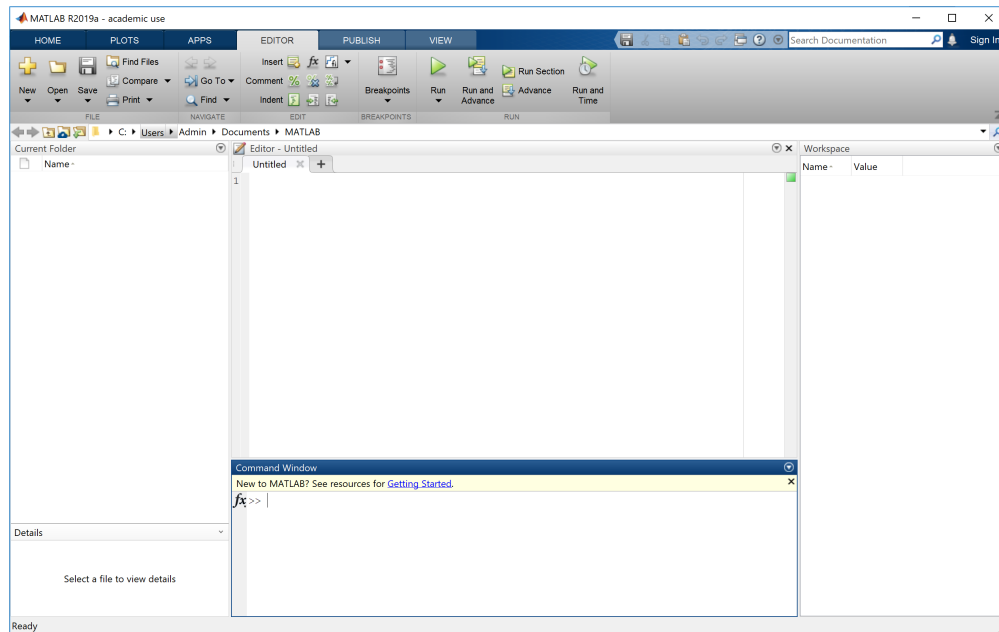 MATLAB R2019a - academic use
HOME PLOTS APPS EDITOR PUBLISH VIEW
Search Documentation
Sign In
Find Files
Insert fx
Compare
Go To
Comment %
Run Section
New Open Save
Print
Find
Indent
Breakpoints
Run
Run and Advance
Advance
Run and Time
FILE NAVIGATE EDIT BREAKPOINTS RUN
C: Users Admin Documents MATLAB
Current Folder
Editor - Untitled
Workspace
Name
Untitled +
Name Value
1
Command Window
New to MATLAB? See resources for Getting Started.
fx >>
Details
Select a file to view details
Ready